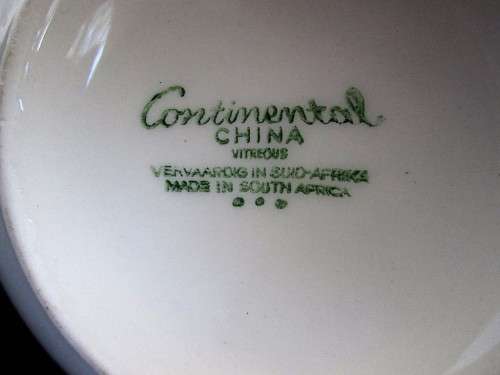 Continental
CHINA
VITREOUS
VERVAARDIG IN SUID-AFRIKA
MADE IN SOUTH AFRICA